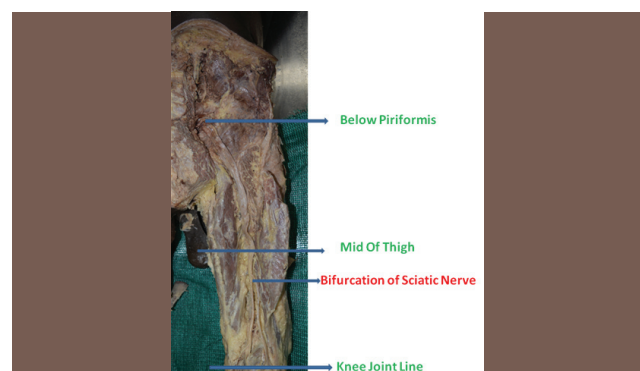 Below Piriformis
Mid Of Thigh
Bifurcation of Sciatic Nerve
Knee Joint Line